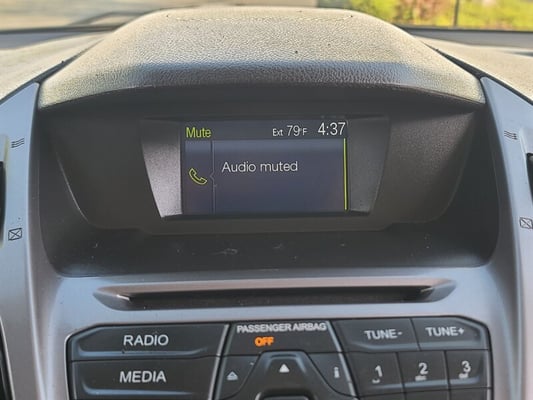 Mute Ext 79°F 4:37
Audio muted
PASSENGER AIRBAG
OFF
RADIO
TUNE- TUNE+
MEDIA
1 2 3